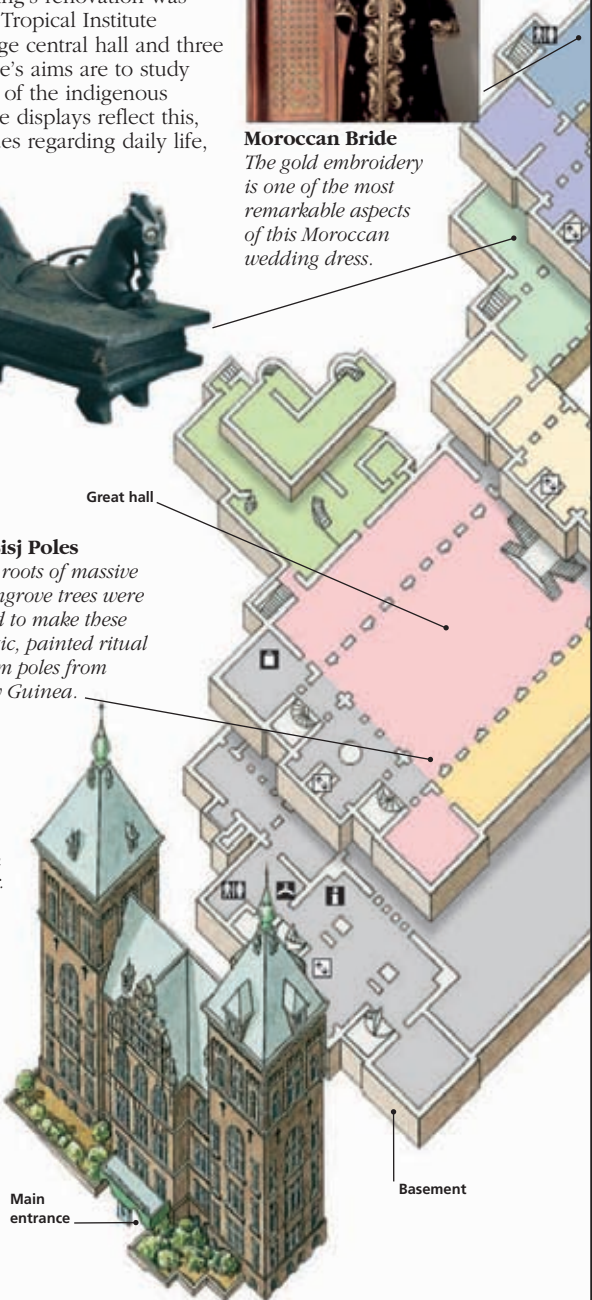 ng's renovation was
Tropical Institute
ge central hall and three
e's aims are to study
of the indigenous
e displays reflect this,
es regarding daily life,
Moroccan Bride
The gold embroidery
is one of the most
remarkable aspects
of this Moroccan
wedding dress.
Great hall
isj Poles
roots of massive
ngrove trees were
d to make these
ic, painted ritual
m poles from
Guinea.
Main
entrance
Basement